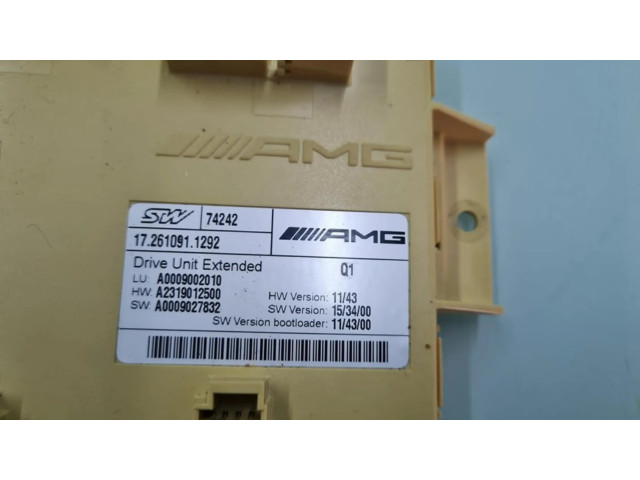 AMG
SW 74242
AMG
17.261091.1292
Drive Unit Extended Q1
LU: A0009002010
HW: A2319012500 HW Version: 11/43
SW: A0009027832 SW Version: 15/34/00
SW Version bootloader: 11/43/00